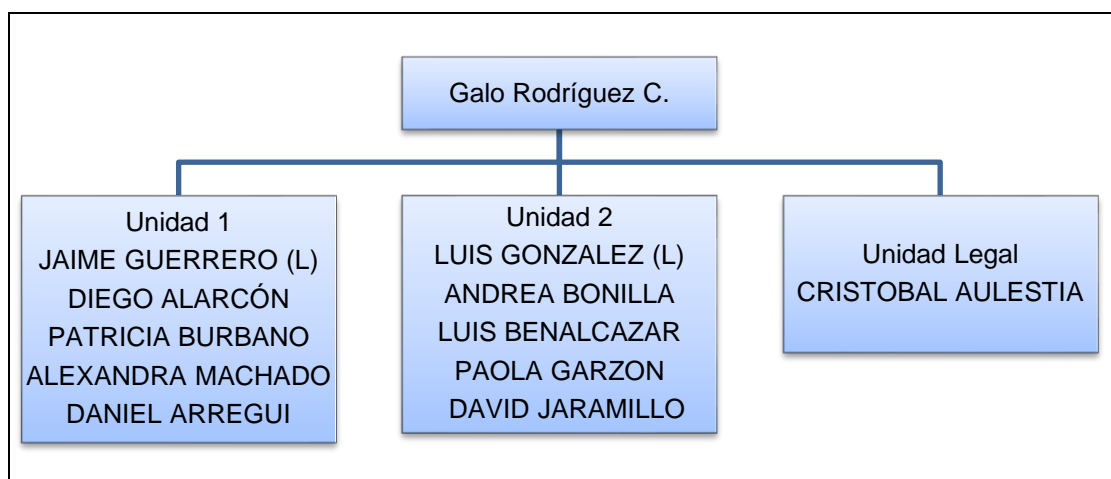 Galo Rodríguez C.
Unidad 1
JAIME GUERRERO (L)
DIEGO ALARCÓN
PATRICIA BURBANO
ALEXANDRA MACHADO
DANIEL ARREGUI
Unidad 2
LUIS GONZALEZ (L)
ANDREA BONILLA
LUIS BENALCAZAR
PAOLA GARZON
DAVID JARAMILLO
Unidad Legal
CRISTOBAL AULESTIA